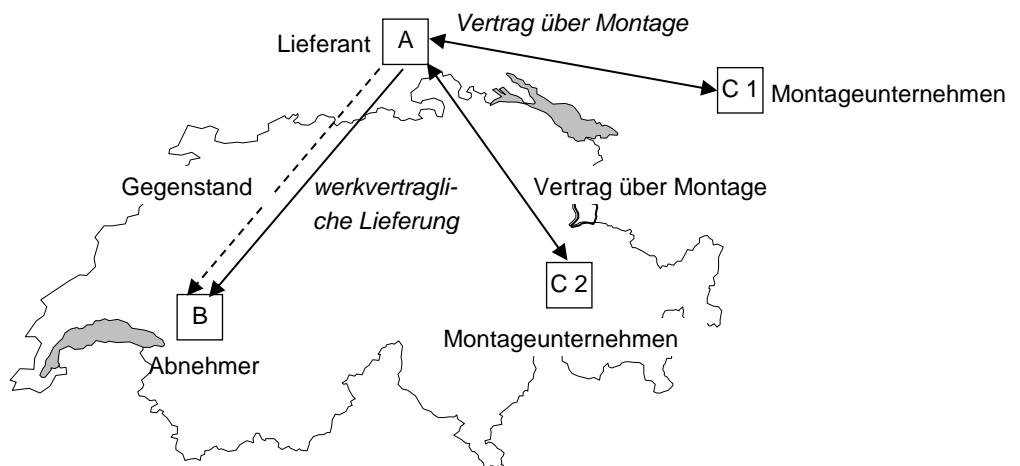 Vertrag über Montage
Lieferant
A
C 1
Montageunternehmen
Gegenstand
werkvertragli-
che Lieferung
Vertrag über Montage
C 2
B
Montageunternehmen
Abnehmer